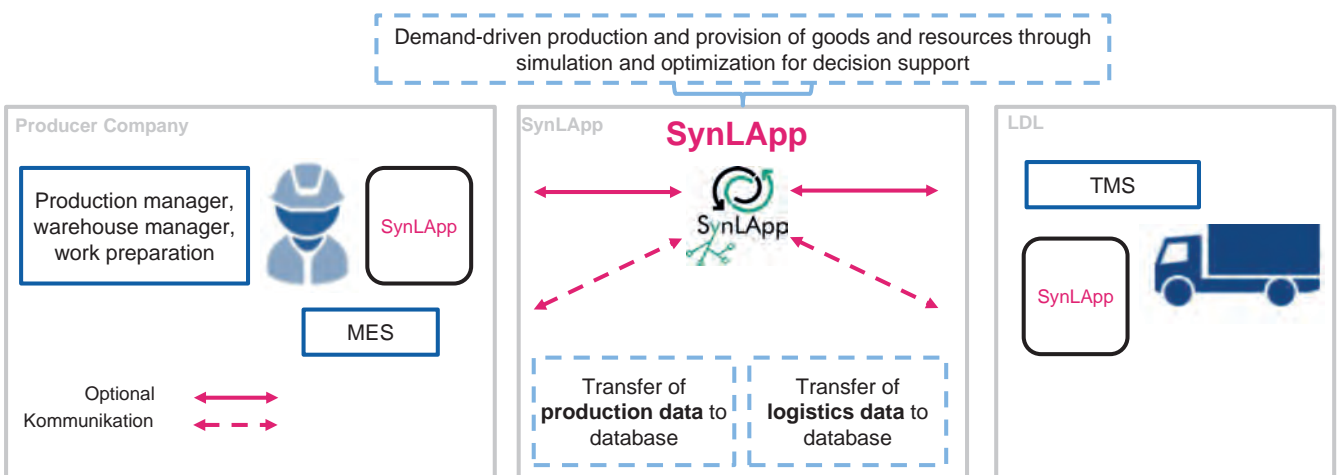 Demand-driven production and provision of goods and resources through
simulation and optimization for decision support
Producer Company
Production manager,
warehouse manager,
work preparation
SynLApp
MES
Optional
Kommunikation
SynLApp
SynLApp
SynLApp
Transfer of
production data to
database
Transfer of
logistics data to
database
LDL
TMS
SynLApp